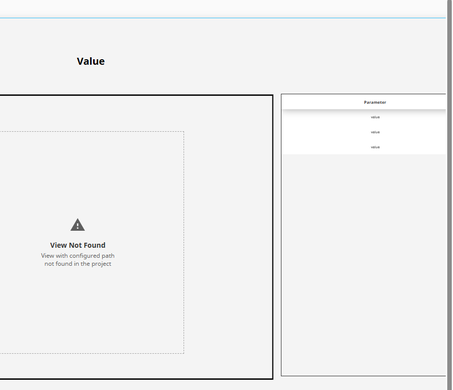 Value
Parameter
value
value
value
View Not Found
View with configured path
not found in the project